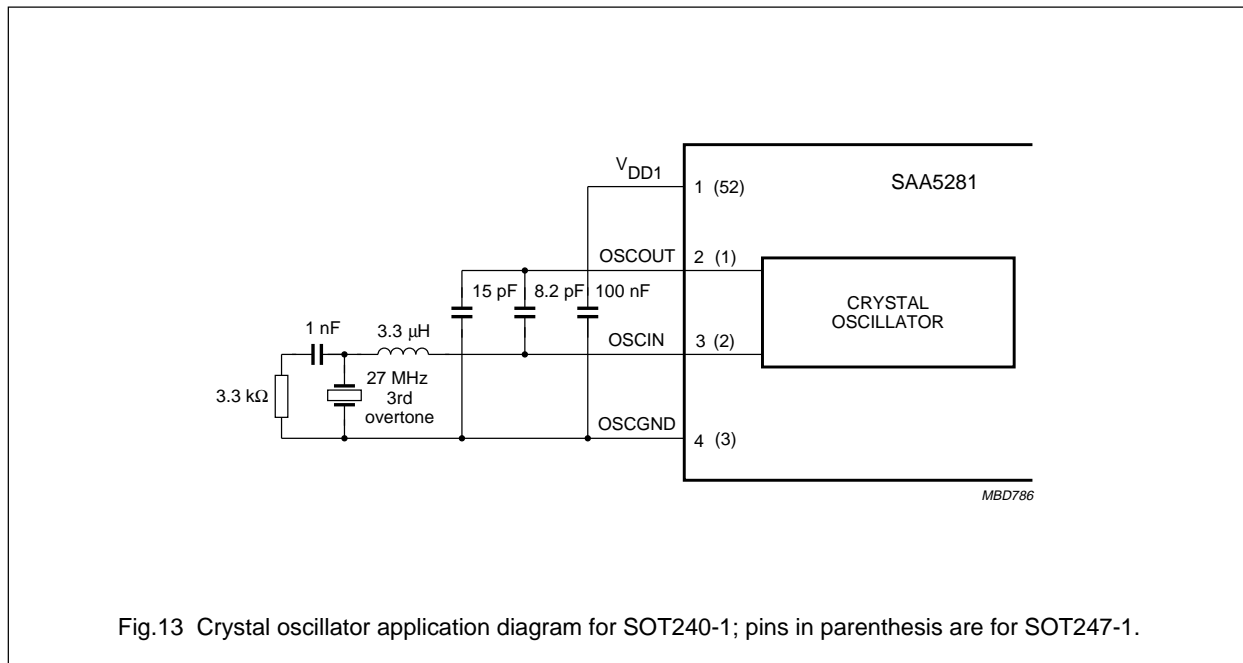 V DD1
1 (52)
SAA5281
OSCOUT
2 (1)
15 pF
8.2 pF
100 nF
CRYSTAL
OSCILLATOR
1 nF
3.3 μH
OSCIN
3 (2)
3.3 kΩ
27 MHz
3rd
overtone
OSCGND
4 (3)
MBD786
Fig.13 Crystal oscillator application diagram for SOT240-1; pins in parenthesis are for SOT247-1.